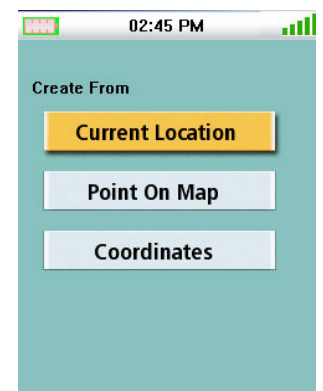 02:45 PM
Create From
Current Location
Point On Map
Coordinates